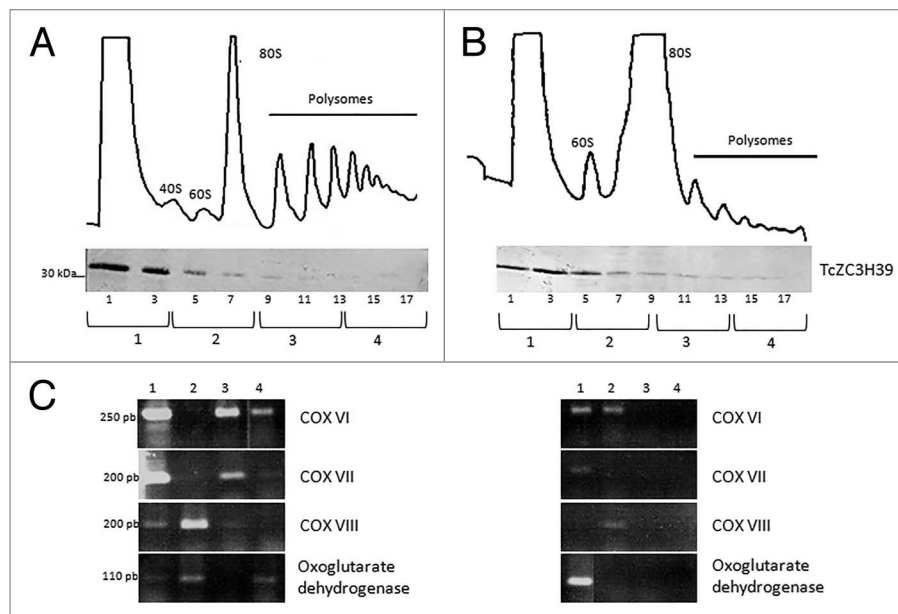 A
40S
60S
80S
Polysomes
30 kDa
1 3 5 7 9 11 13 15 17
1 2 3 4
B
60S
80S
Polysomes
TcZC3H39
1 3 5 7 9 11 13 15 17
1 2 3 4
C
1 2 3 4
250 pb
COX VI
200 pb
COX VII
200 pb
COX VIII
110 pb
Oxoglutarate
dehydrogenase
1 2 3 4
COX VI
COX VII
COX VIII
Oxoglutarate
dehydrogenase